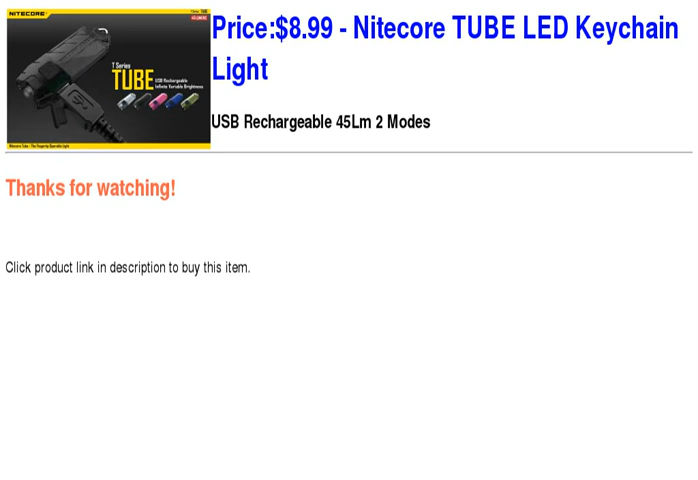 NITECORE
T Series
TUBE
USB Rechargeable
Infinite Variable Brightness
Price:$8.99 - Nitecore TUBE LED Keychain
Light
USB Rechargeable 45Lm 2 Modes
Thanks for watching!
Click product link in description to buy this item.